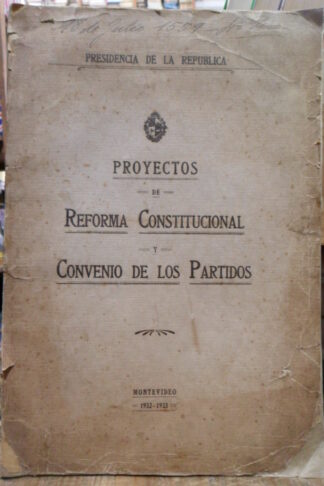 PRESIDENCIA DE LA REPUBLICA
PROYECTOS
DE
REFORMA CONSTITUCIONAL
Y
CONVENIO DE LOS PARTIDOS
MONTEVIDEO
1932-1933